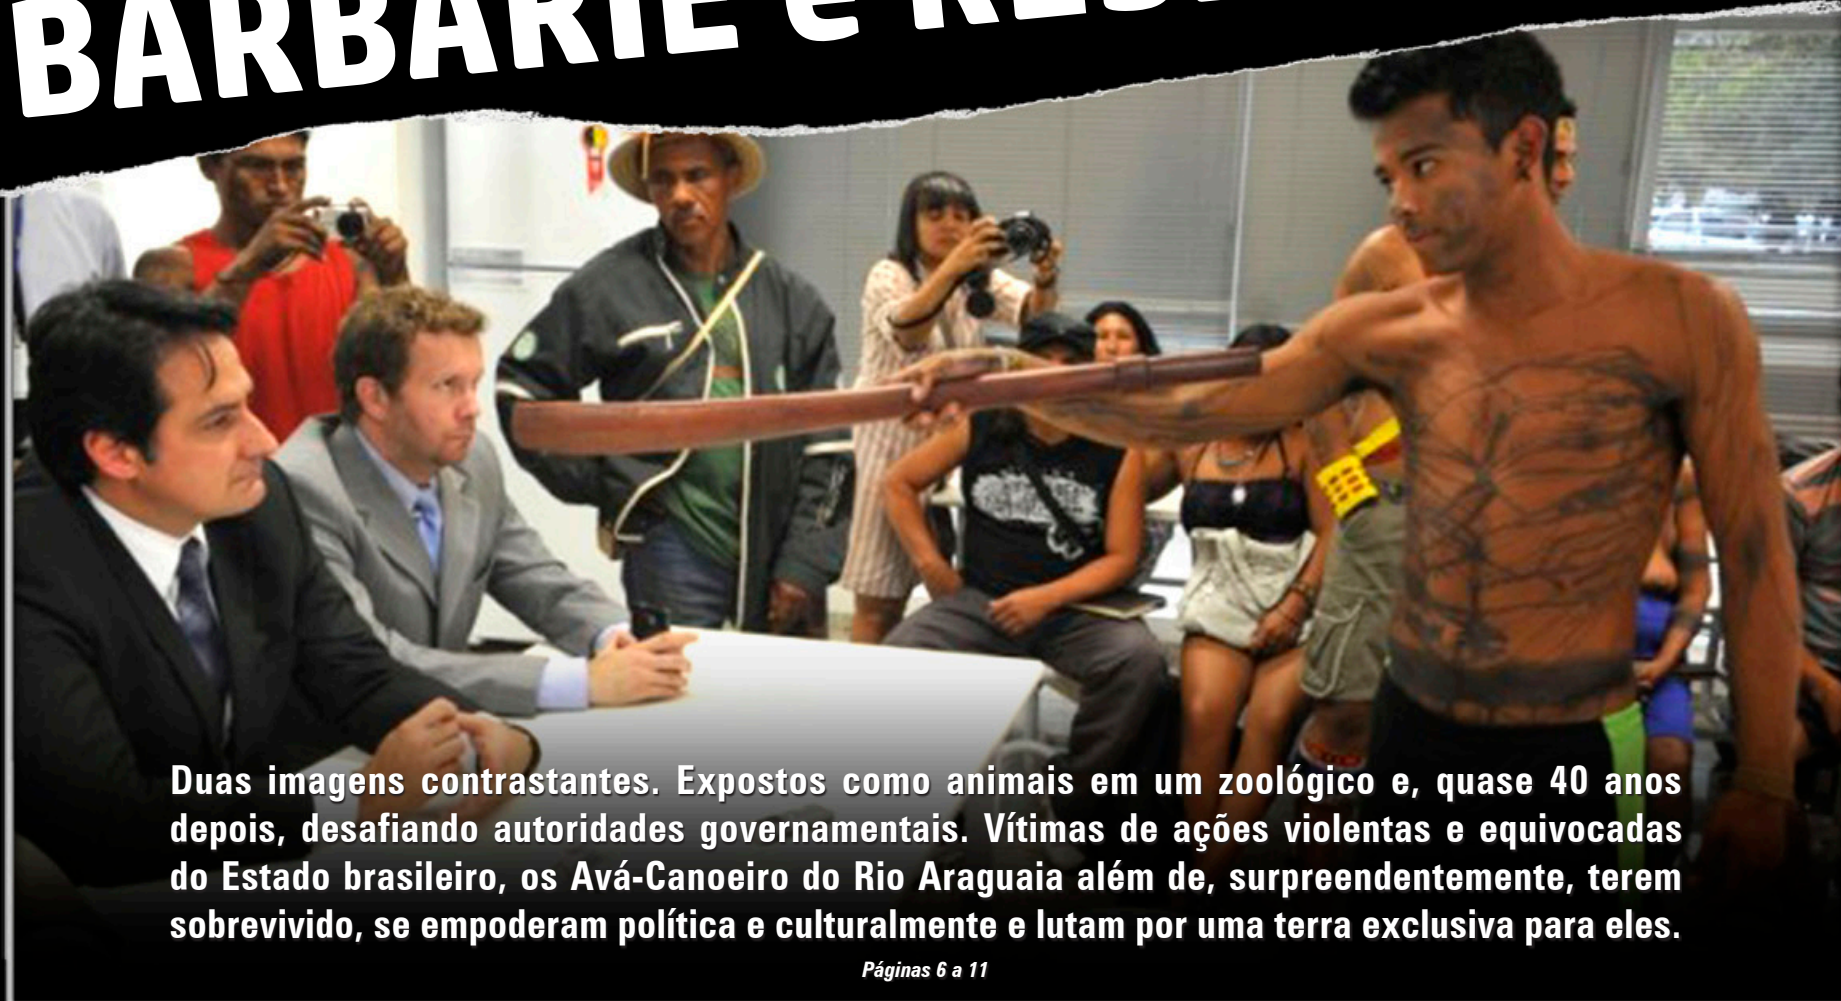 BARBÁRIE e
Duas imagens contrastantes. Expostos como animais em um zoológico e, quase 40 anos
depois, desafiando autoridades governamentais. Vítimas de ações violentas e equivocadas
do Estado brasileiro, os Avá-Canoeiro do Rio Araguaia além de, surpreendentemente, terem
sobrevivido, se empoderam política e culturalmente e lutam por uma terra exclusiva para eles.
Páginas 6 a 11